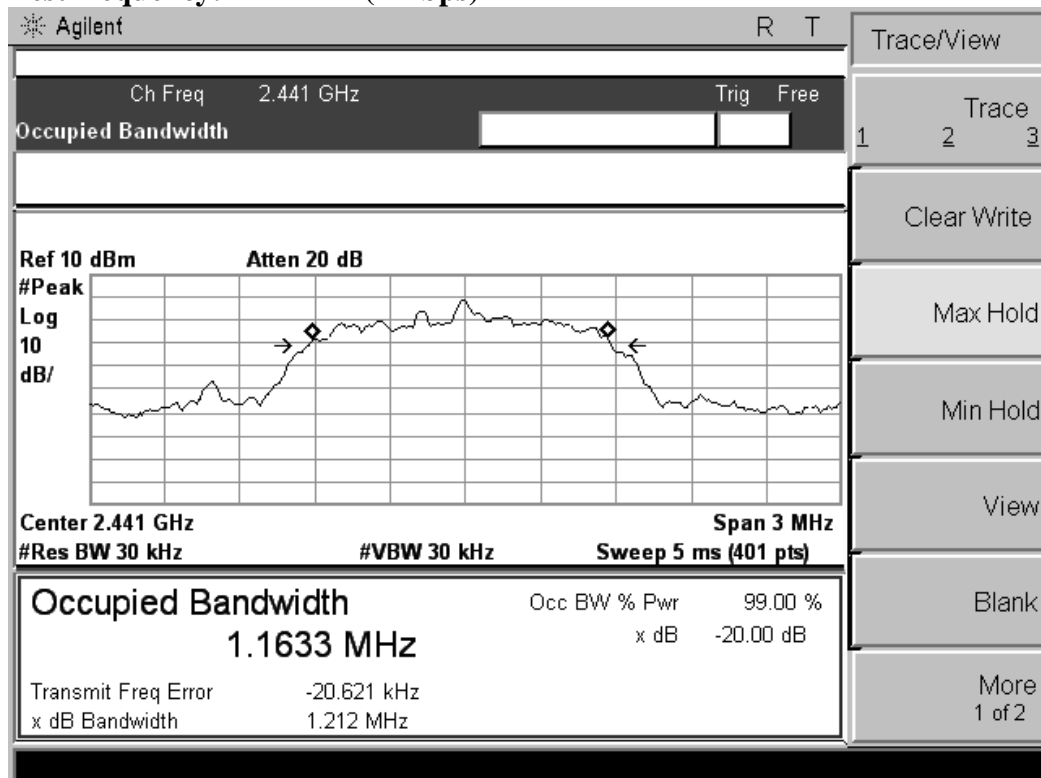 Agilent R T
Trace/View
Ch Freq 2.441 GHz Trig Free
Occupied Bandwidth
Trace
1 2 3
Clear Write
Max Hold
Min Hold
View
Blank
More
1 of 2
Ref 10 dBm Atten 20 dB
#Peak
Log
10
dB/
Center 2.441 GHz Span 3 MHz
#Res BW 30 kHz #VBW 30 kHz Sweep 5 ms (401 pts)
Occupied Bandwidth
1.1633 MHz
Occ BW % Pwr 99.00 %
x dB -20.00 dB
Transmit Freq Error -20.621 kHz
x dB Bandwidth 1.212 MHz